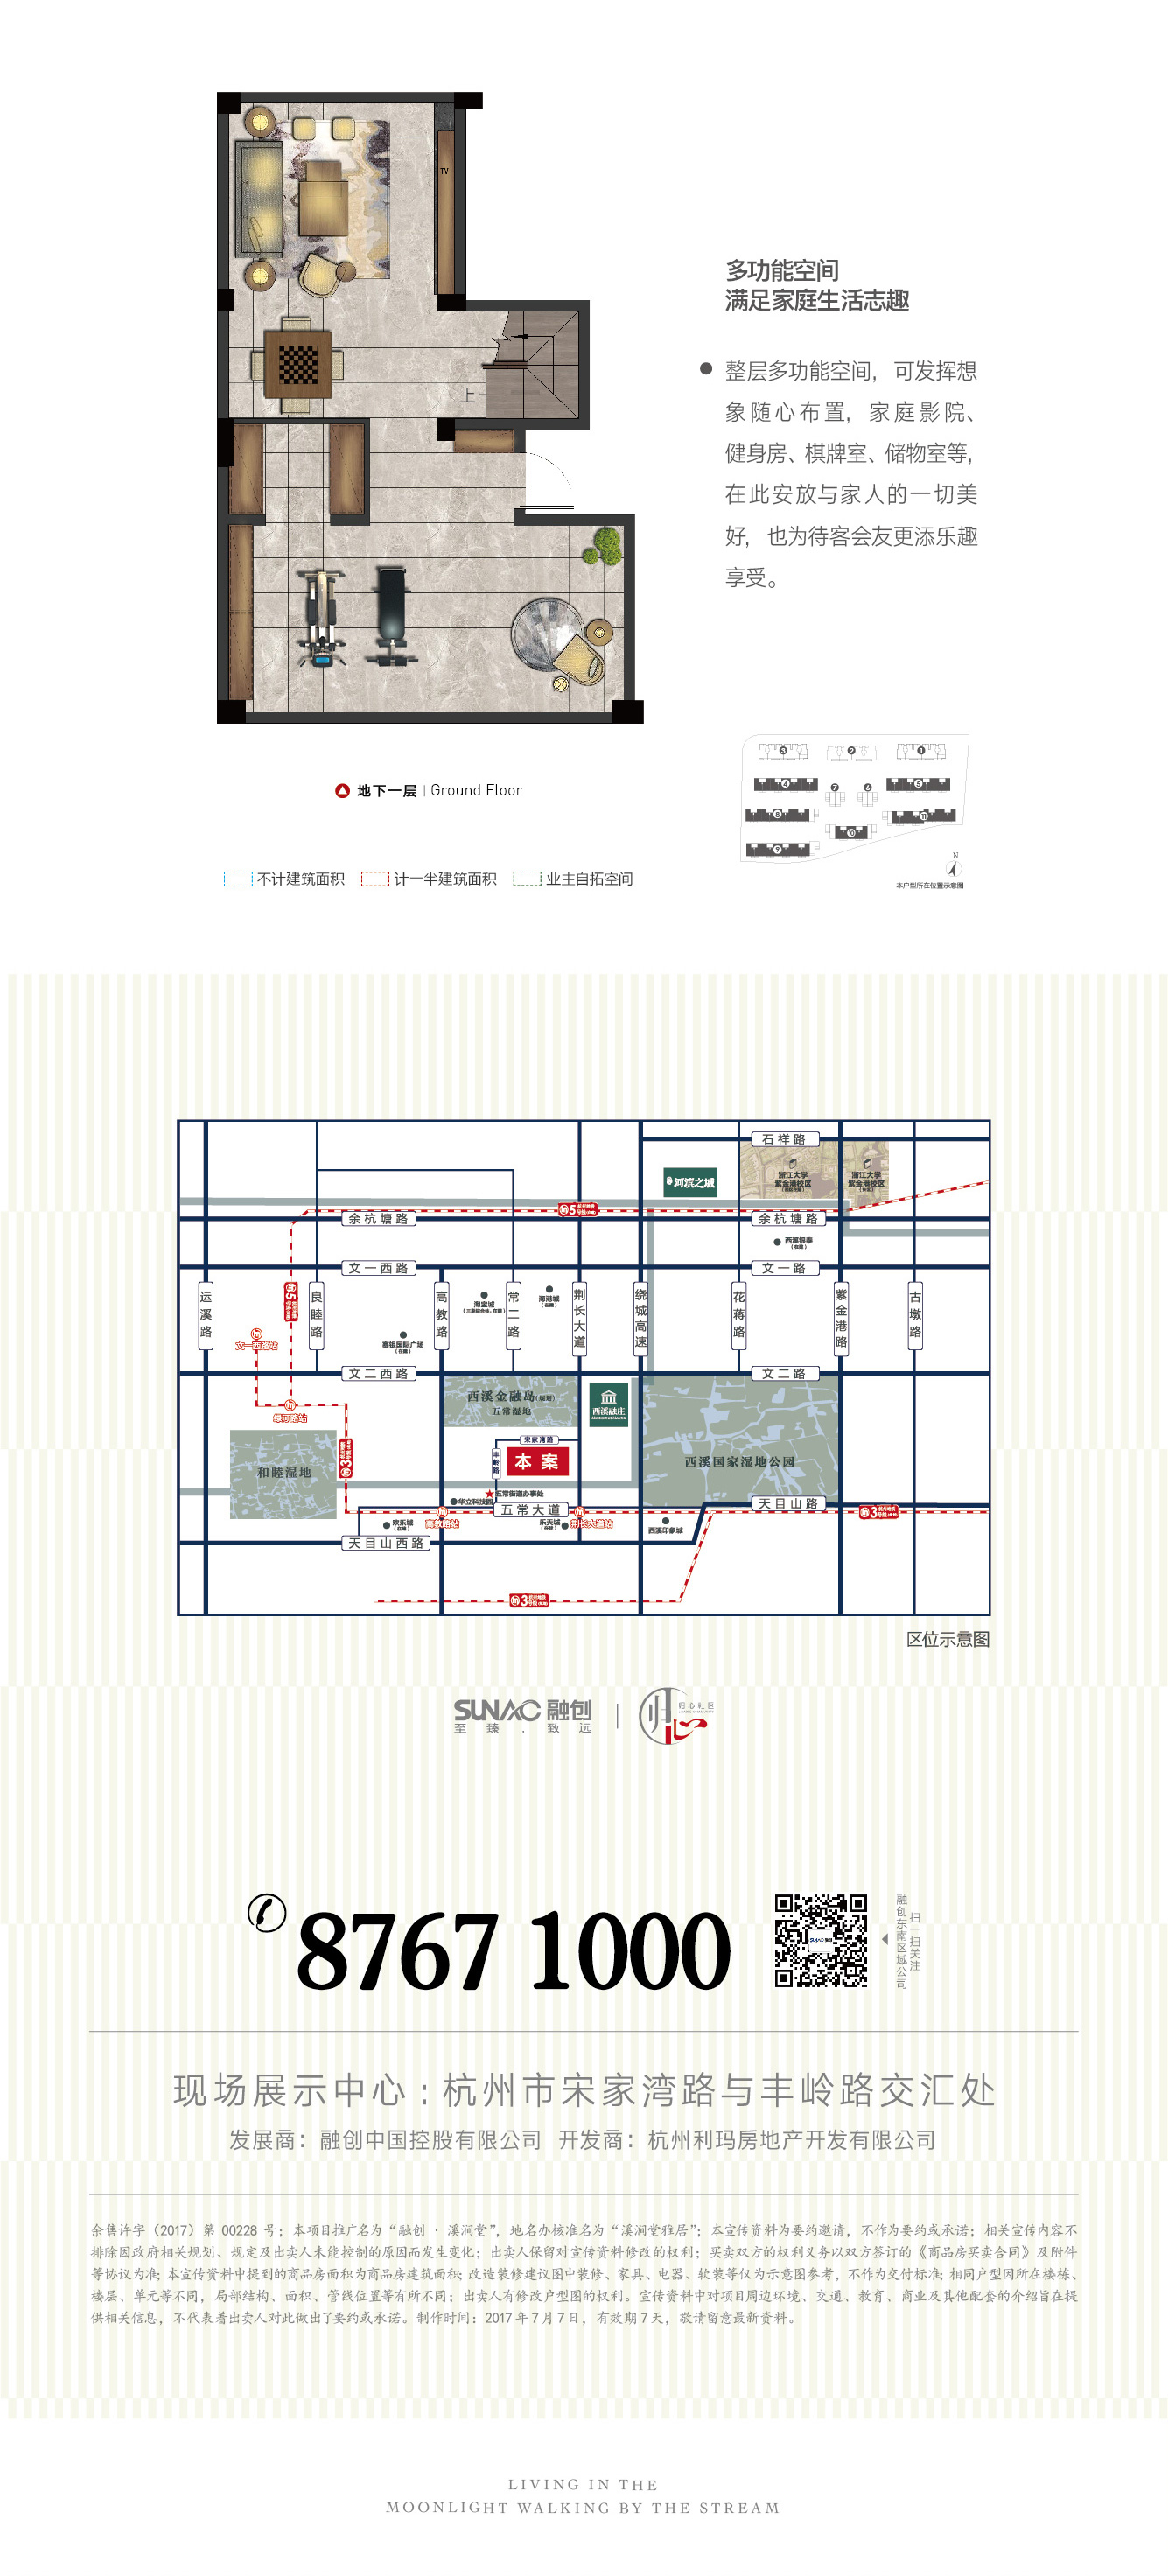 TV
多功能空间
满足家庭生活志趣
整层多功能空间，可发挥想
象随心布置，家庭影院、
健身房、棋牌室、储物室等，
在此安放与家人的一切美
好，也为待客会友更添乐趣
享受。
上
3 2 1
4 7 6 5
8 10 11
9
N
本户型所在位置示意图
地下一层 | Ground Floor
不计建筑面积 计一半建筑面积 业主自拓空间
石祥路
河滨之城
浙江大学
紫金港校区
浙江大学
紫金港校区
5
余杭塘路
余杭塘路
西溪银泰
文一西路
文一路
运溪路
5
良睦路
高教路
淘宝城
常二路
海港城
荆长大道
绕城高速
花蒋路
紫金港路
古墩路
文一西路站
赛银国际广场
文二西路
文二路
绿汀路站
西溪金融岛(规划)
五常湿地
西溪融庄
宋家湾路
丰岭路
本案
和睦湿地
3
西溪国家湿地公园
五常街道办事处
华立科技园
五常大道
天目山路
3
欢乐城
高教路站
乐天城
荆长大道站
西溪印象城
天目山西路
3
区位示意图
SUNAC 融创
至臻·致远
归心社区
8767 1000
扫一扫关注
融创东南区域公司
现场展示中心：杭州市宋家湾路与丰岭路交汇处
发展商：融创中国控股有限公司 开发商：杭州利玛房地产开发有限公司
余售许字（2017）第 00228 号；本项目推广名为“融创 · 溪涧堂”，地名办核准名为“溪涧堂雅居”；本宣传资料为要约邀请，不作为要约或承诺；相关宣传内容不
排除因政府相关规划、规定及出卖人未能控制的原因而发生变化；出卖人保留对宣传资料修改的权利；买卖双方的权利义务以双方签订的《商品房买卖合同》及附件
等协议为准；本宣传资料中提到的商品房面积为商品房建筑面积；改造装修建议图中装修、家具、电器、软装等仅为示意图参考，不作为交付标准；相同户型因所在楼栋、
楼层、单元等不同，局部结构、面积、管线位置等有所不同；出卖人有修改户型图的权利。宣传资料中对项目周边环境、交通、教育、商业及其他配套的介绍旨在提
供相关信息，不代表着出卖人对此做出了要约或承诺。制作时间：2017 年 7 月 7 日，有效期 7 天，敬请留意最新资料。
LIVING IN THE
MOONLIGHT WALKING BY THE STREAM